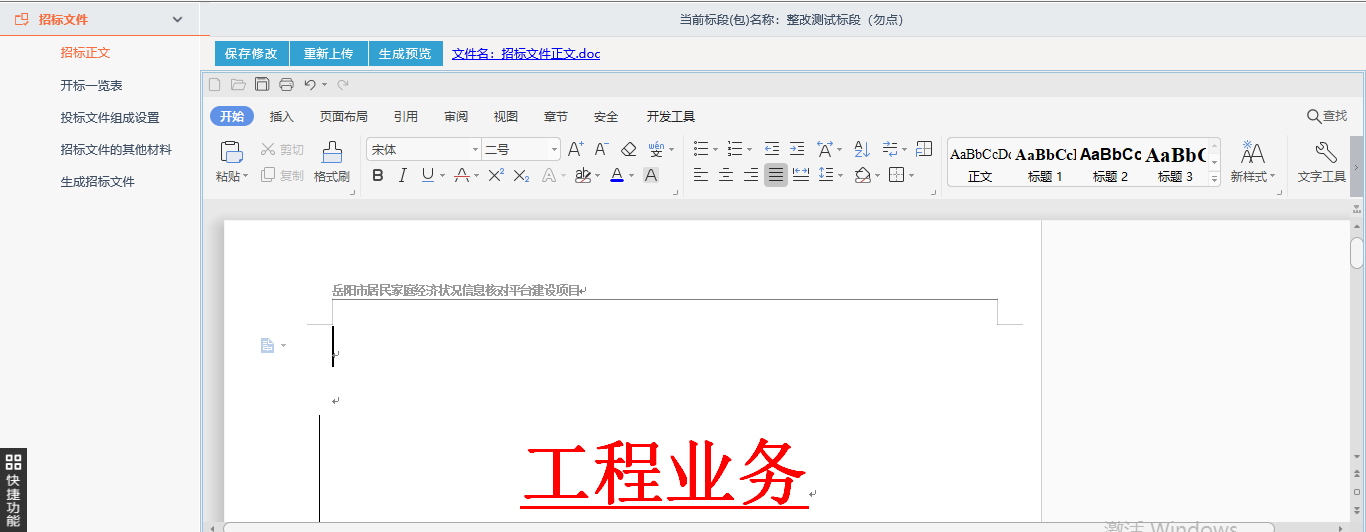 招标文件
当前标段(包)名称：整改测试标段（勿点）
招标正文
开标一览表
投标文件组成设置
招标文件的其他材料
生成招标文件
保存修改 重新上传 生成预览 文件名：招标文件正文.doc
开始 插入 页面布局 引用 审阅 视图 章节 安全 开发工具 查找
粘贴 剪切 复制 格式刷
宋体 二号
AaBbCcDc AaBbCcI AaBbCc AaBbC
正文 标题 1 标题 2 标题 3
新样式 文字工具
岳阳市居民家庭经济状况信息核对平台建设项目
工程业务
快捷功能
激活 Windows